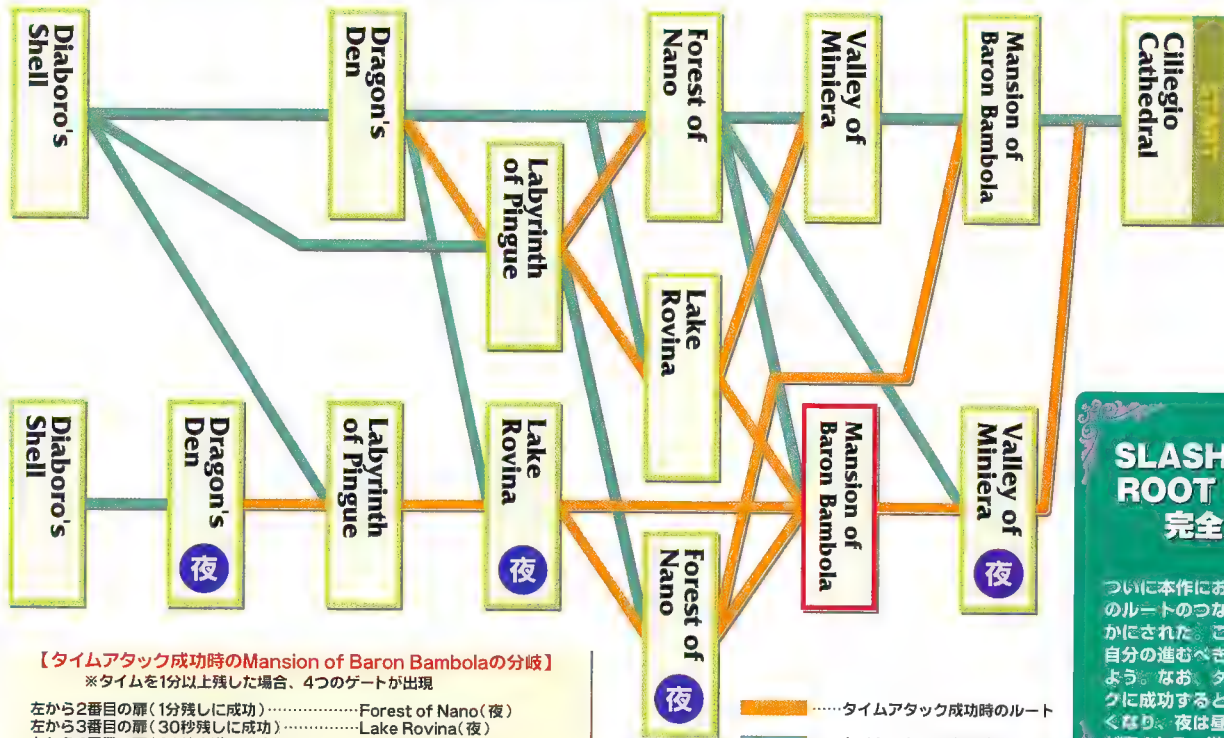 START
Ciliegio
Cathedral
Mansion of
Baron Bambola
Valley of
Miniera
Forest of
Nano
Dragon's
Den
Diaboro's
Shell
Labyrinth
of Pingue
Lake
Rovina
Valley of
Miniera
夜
Mansion of
Baron Bambola
Forest of
Nano
夜
Lake
Rovina
夜
Labyrinth
of Pingue
Dragon's
Den
夜
Diaboro's
Shell
SLASH
ROOT
完全
ついに本作にお
のルートのつな
かにされた。こ
自分の進むべき
よう。なお、タ
クに成功すると
くなり、夜は昼
【タイムアタック成功時のMansion of Baron Bambolaの分岐】
※タイムを1分以上残した場合、4つのゲートが出現
左から2番目の扉(1分残しに成功)……………Forest of Nano(夜)
左から3番目の扉(30秒残しに成功)……………Lake Rovina(夜)
……タイムアタック成功時のルート